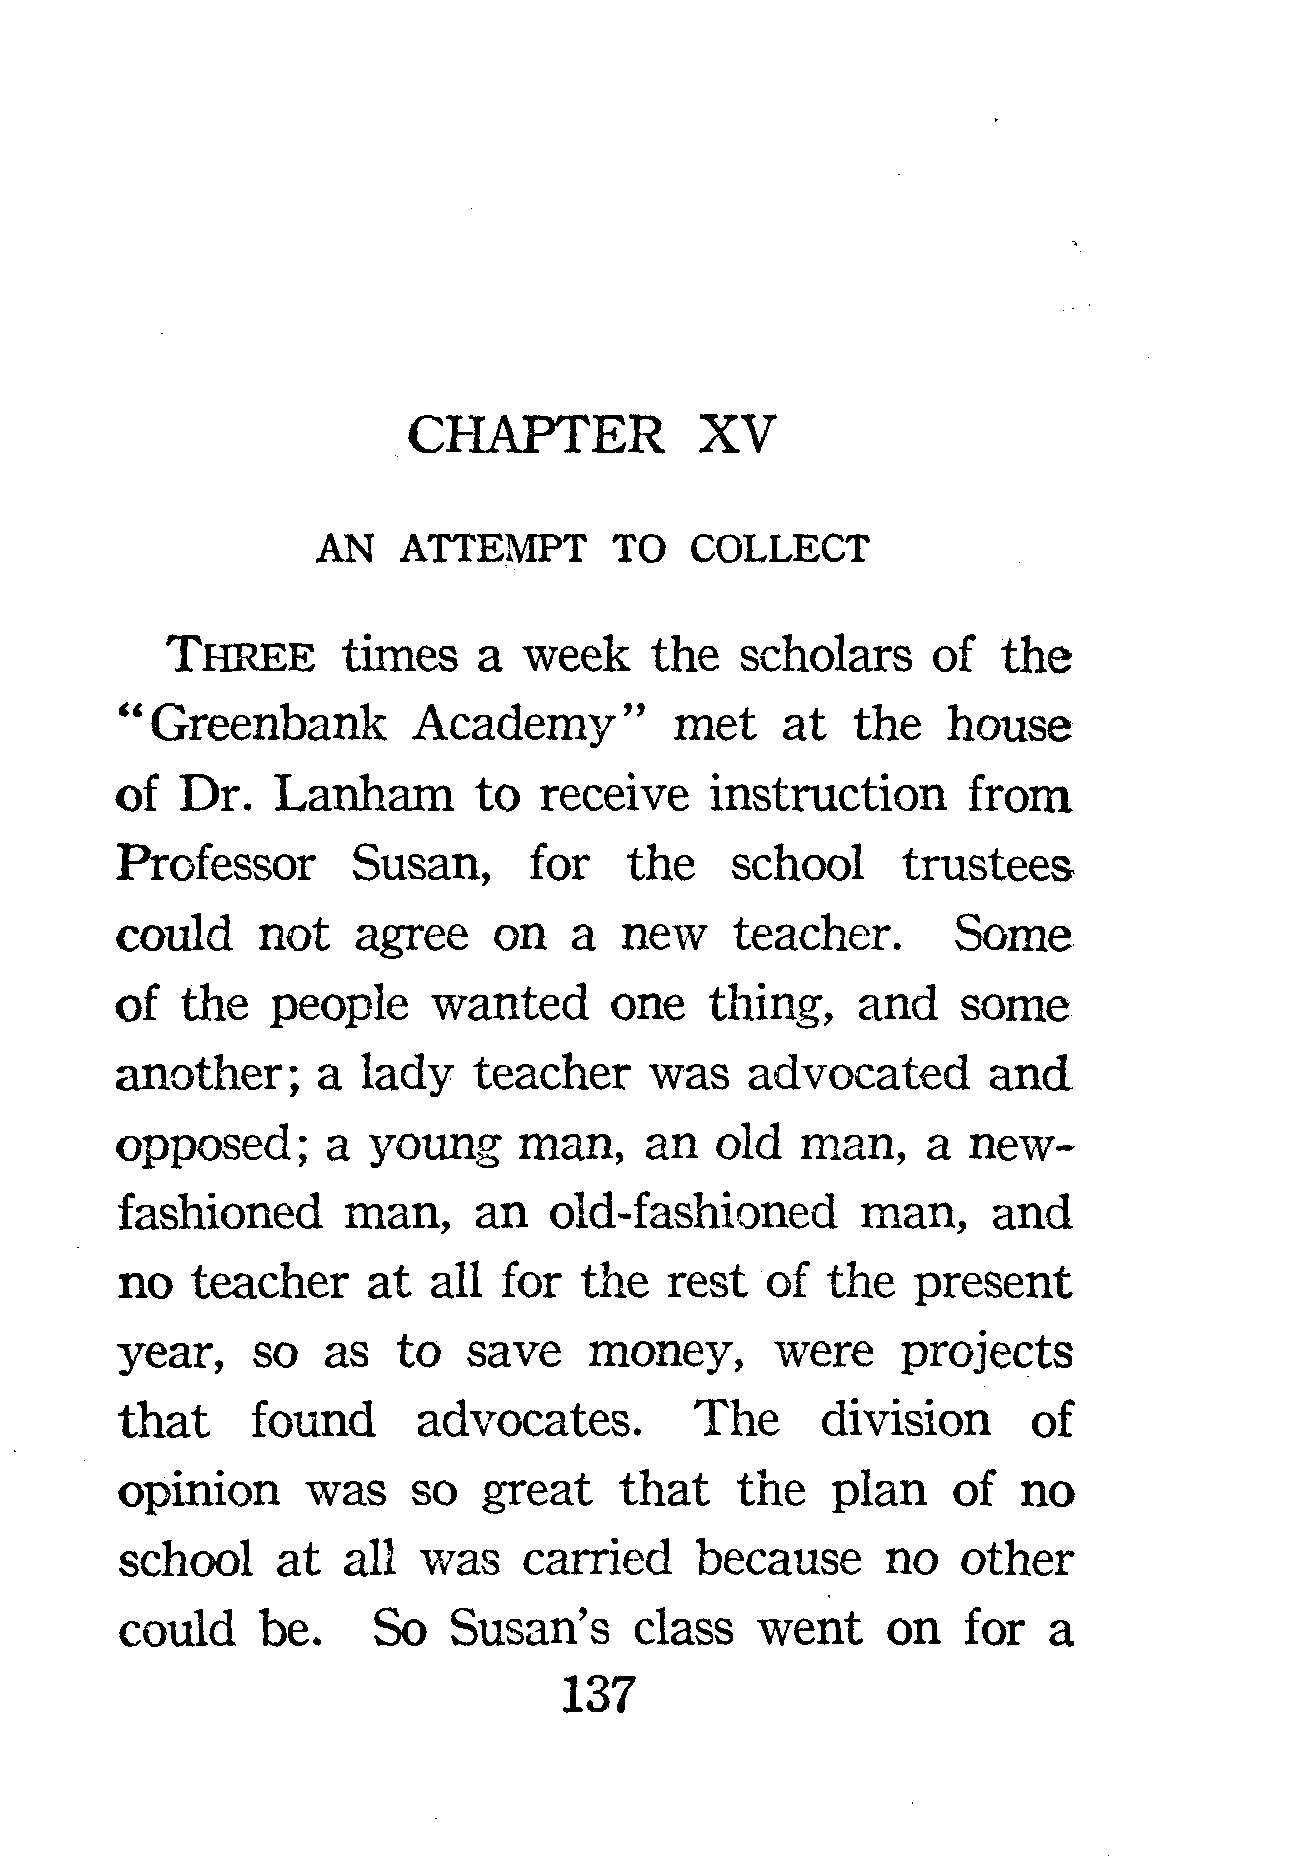 CHAPTER XV
AN ATTEMPT TO COLLECT
THREE times a week the scholars of the
"Greenbank Academy" met at the house
of Dr. Lanham to receive instruction from
Professor Susan, for the school trustees
could not agree on a new teacher. Some
of the people wanted one thing, and some
another; a lady teacher was advocated and
opposed; a young man, an old man, a new-
fashioned man, an old-fashioned man, and
no teacher at all for the rest of the present
year, so as to save money, were projects
that found advocates. The division of
opinion was so great that the plan of no
school at all was carried because no other
could be. So Susan's class went on for a
137